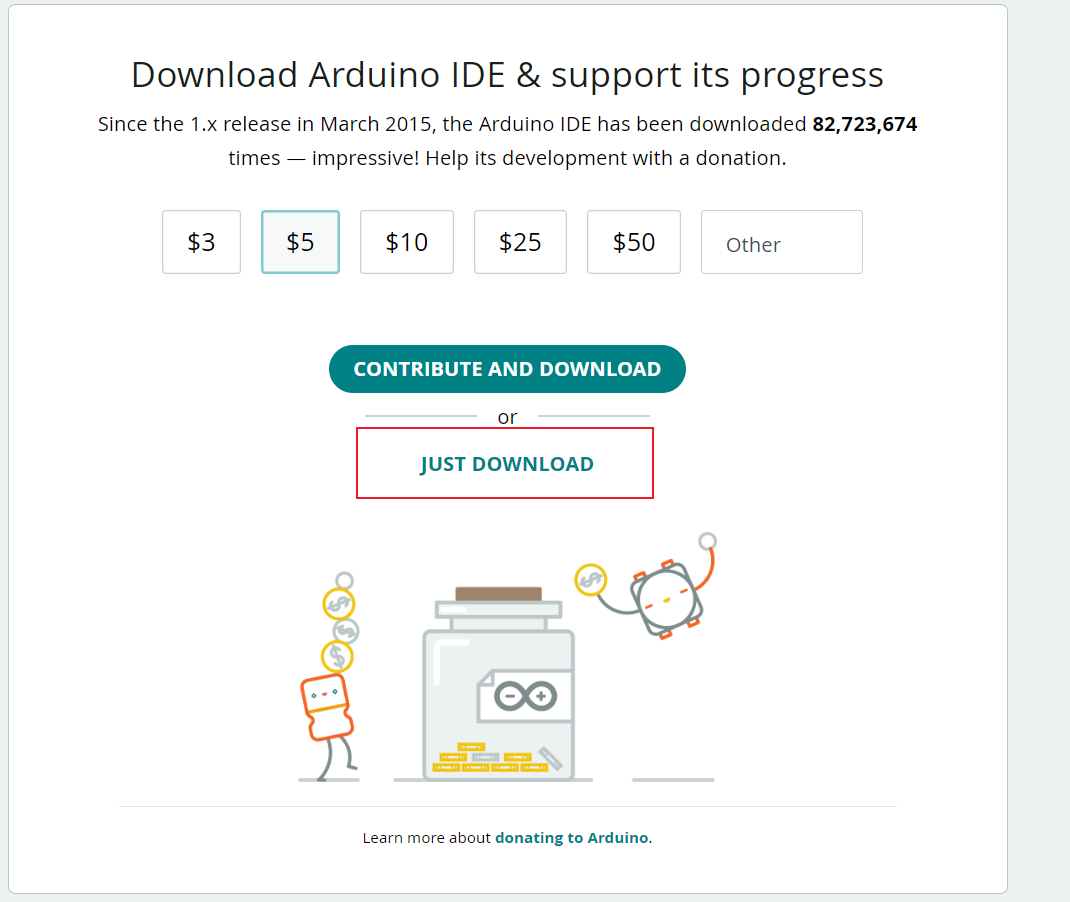 Download Arduino IDE & support its progress
Since the 1.x release in March 2015, the Arduino IDE has been downloaded 82,723,674
times — impressive! Help its development with a donation.
$3 $5 $10 $25 $50 Other
CONTRIBUTE AND DOWNLOAD
or
JUST DOWNLOAD
Learn more about donating to Arduino.